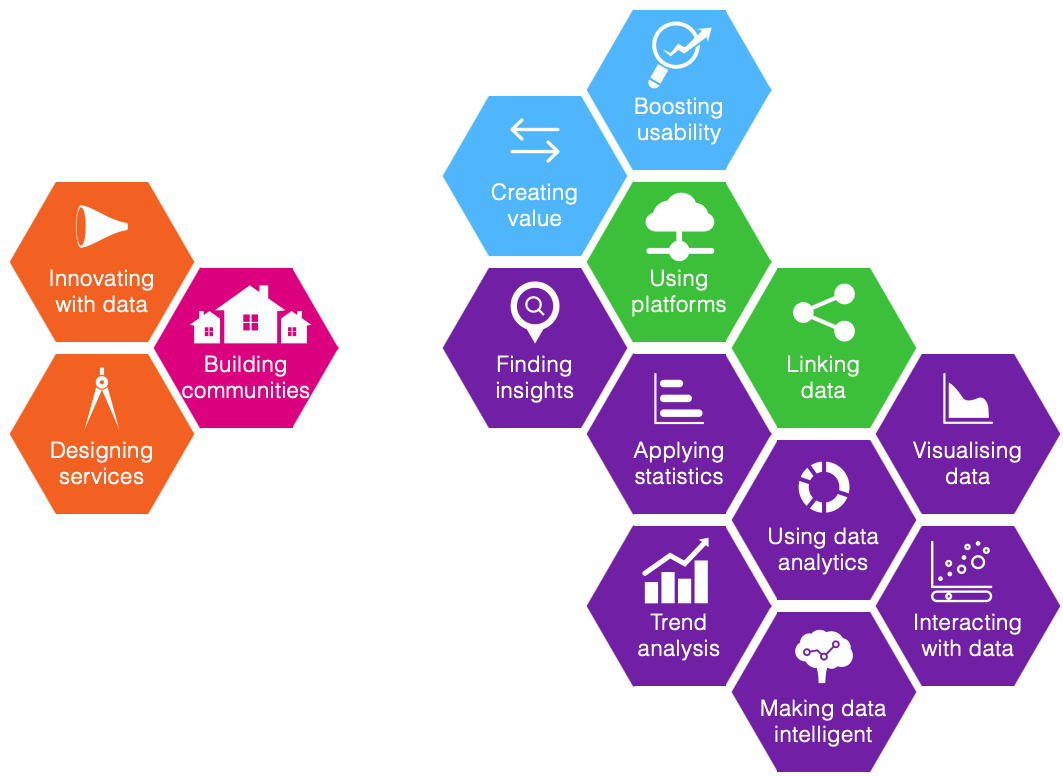 Boosting
usability
Creating
value
Innovating
with data
Using
platforms
Building
communities
Finding
insights
Linking
data
Designing
services
Applying
statistics
Visualising
data
Using data
analytics
Trend
analysis
Interacting
with data
Making data
intelligent